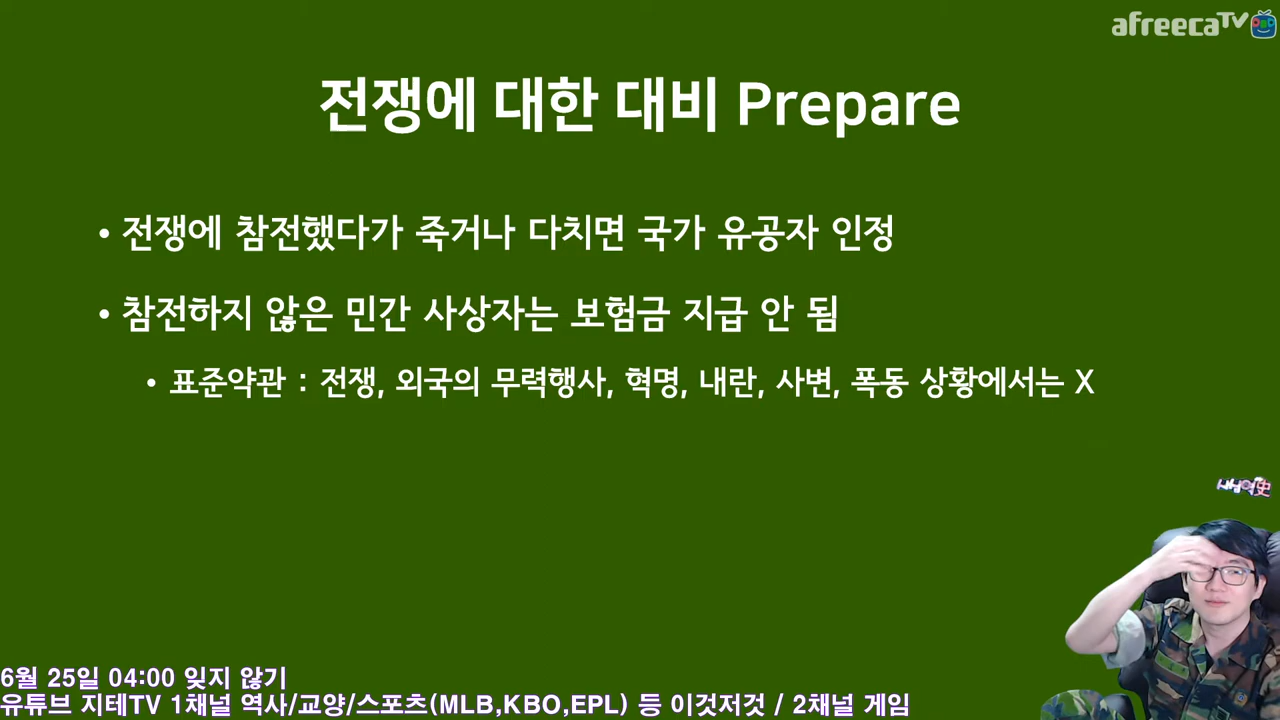 afreecaTV
전쟁에 대한 대비 Prepare
• 전쟁에 참전했다가 죽거나 다치면 국가 유공자 인정
• 참전하지 않은 민간 사상자는 보험금 지급 안 됨
• 표준약관 : 전쟁, 외국의 무력행사, 혁명, 내란, 사변, 폭동 상황에서는 X
6월 25일 04:00 잊지 않기
유튜브 지테TV 1채널 역사/교양/스포츠(MLB,KBO,EPL) 등 이것저것 / 2채널 게임